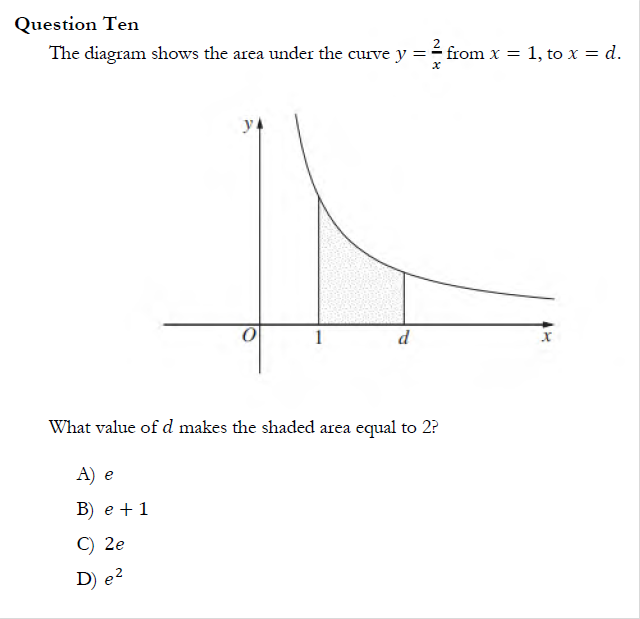 Question Ten
The diagram shows the area under the curve y = 2/x from x = 1, to x = d.
y
O 1 d x
What value of d makes the shaded area equal to 2?
A) e
B) e + 1
C) 2e
D) e²